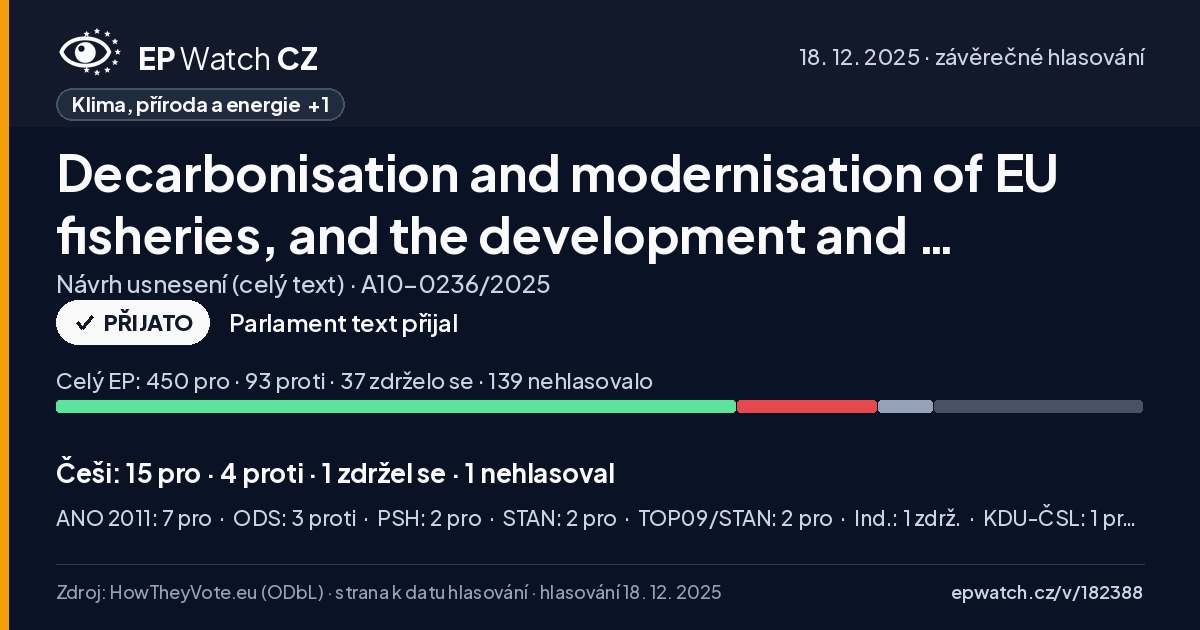 EP Watch CZ
18. 12. 2025 · závěrečné hlasování
Klima, příroda a energie +1
Decarbonisation and modernisation of EU
fisheries, and the development and …
Návrh usnesení (celý text) · A10-0236/2025
✓ PŘIJATO Parlament text přijal
Celý EP: 450 pro · 93 proti · 37 zdrželo se · 139 nehlasovalo
Češi: 15 pro · 4 proti · 1 zdržel se · 1 nehlasoval
ANO 2011: 7 pro · ODS: 3 proti · PSH: 2 pro · STAN: 2 pro · TOP09/STAN: 2 pro · Ind.: 1 zdrž. · KDU-ČSL: 1 pr…
Zdroj: HowTheyVote.eu (ODbL) · strana k datu hlasování · hlasování 18. 12. 2025
epwatch.cz/v/182388